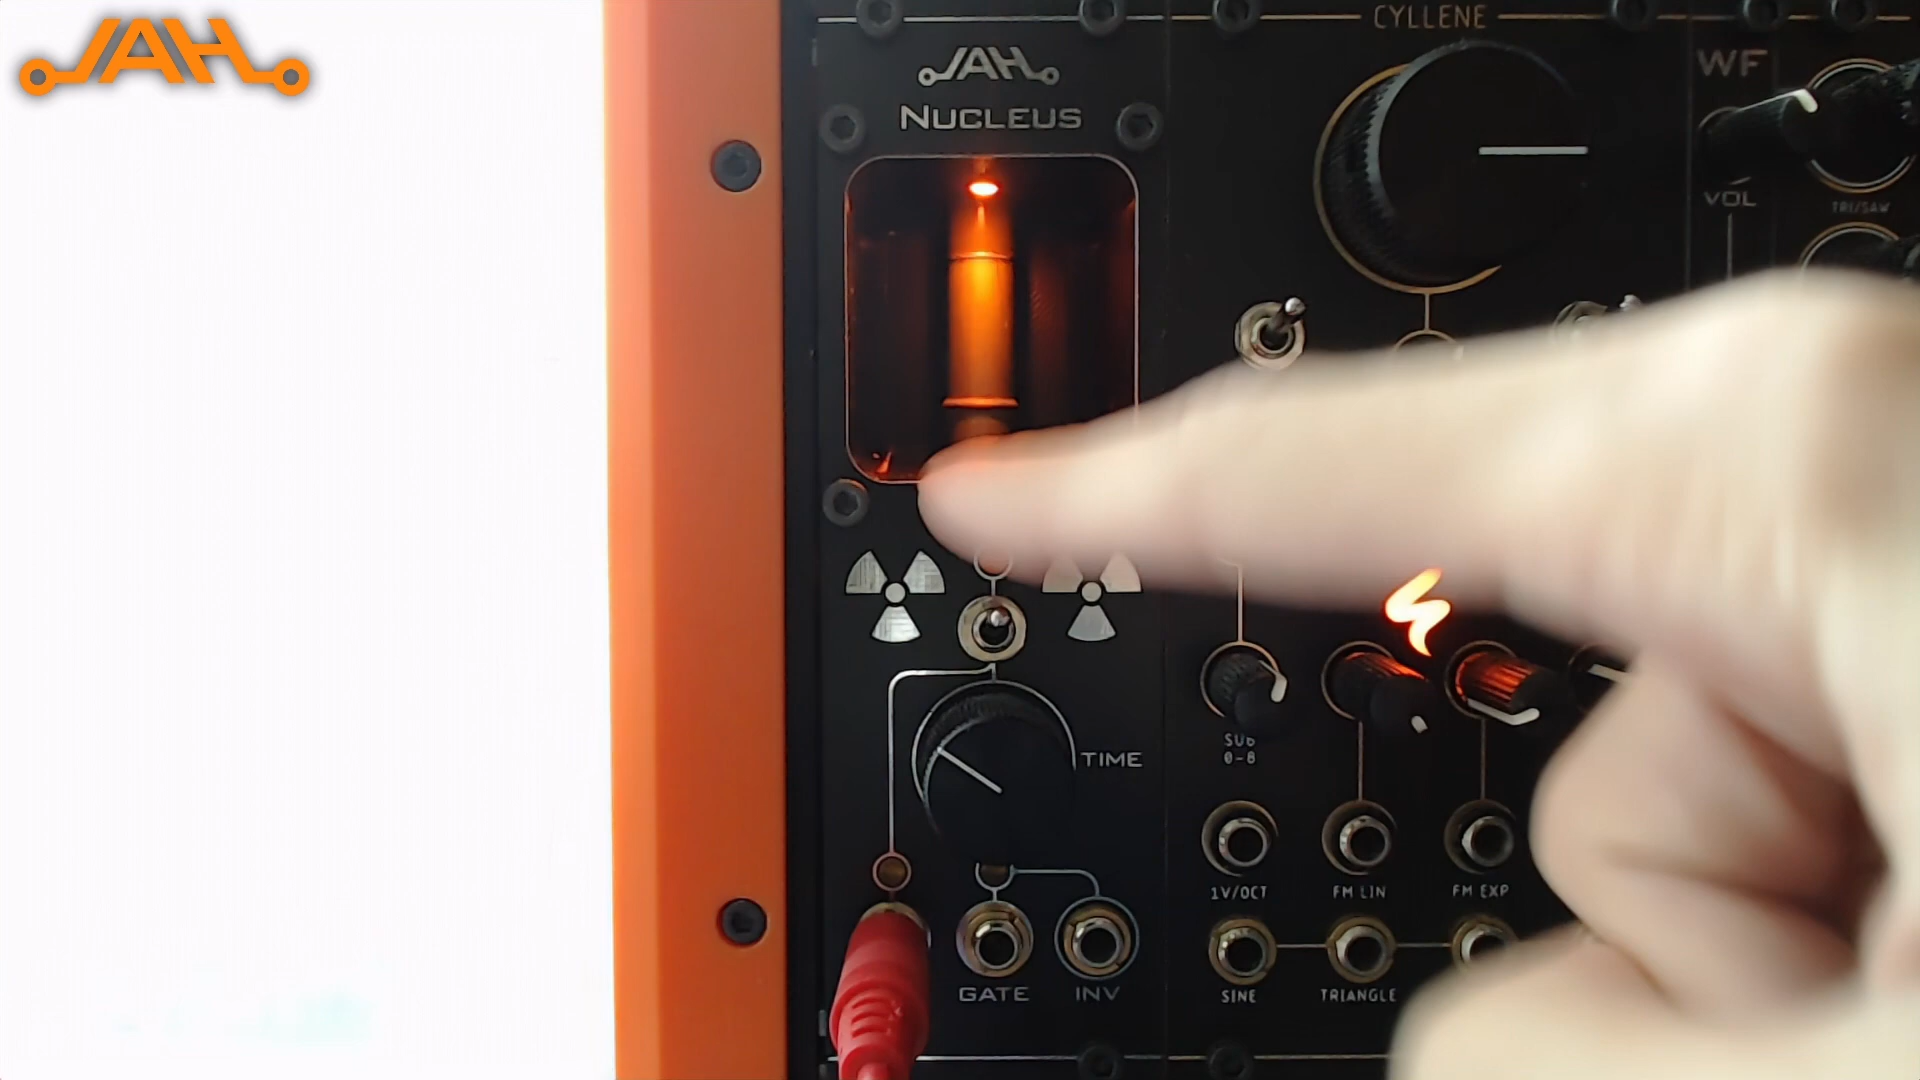 JAH
JAH
NUCLEUS
CYLLENE
WF
VOL
TRI/SAW
TIME
SUB
0-8
1V/OCT
FM LIN
FM EXP
GATE
INV
SINE
TRIANGLE